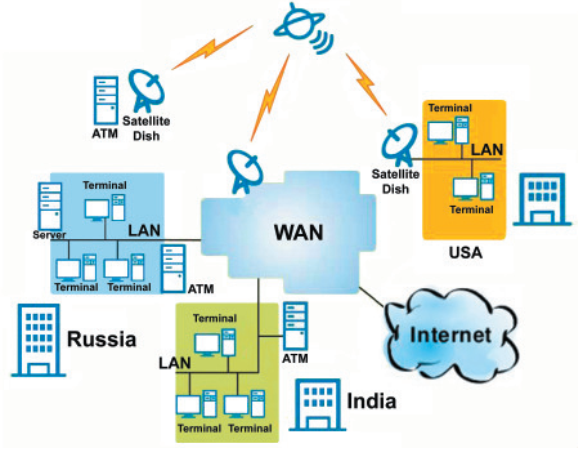 ATM
Satellite
Dish
Terminal
LAN
Satellite
Dish
Terminal
USA
Terminal
Server
LAN
WAN
Terminal
Terminal
ATM
Russia
Internet
Terminal
ATM
LAN
India
Terminal
Terminal